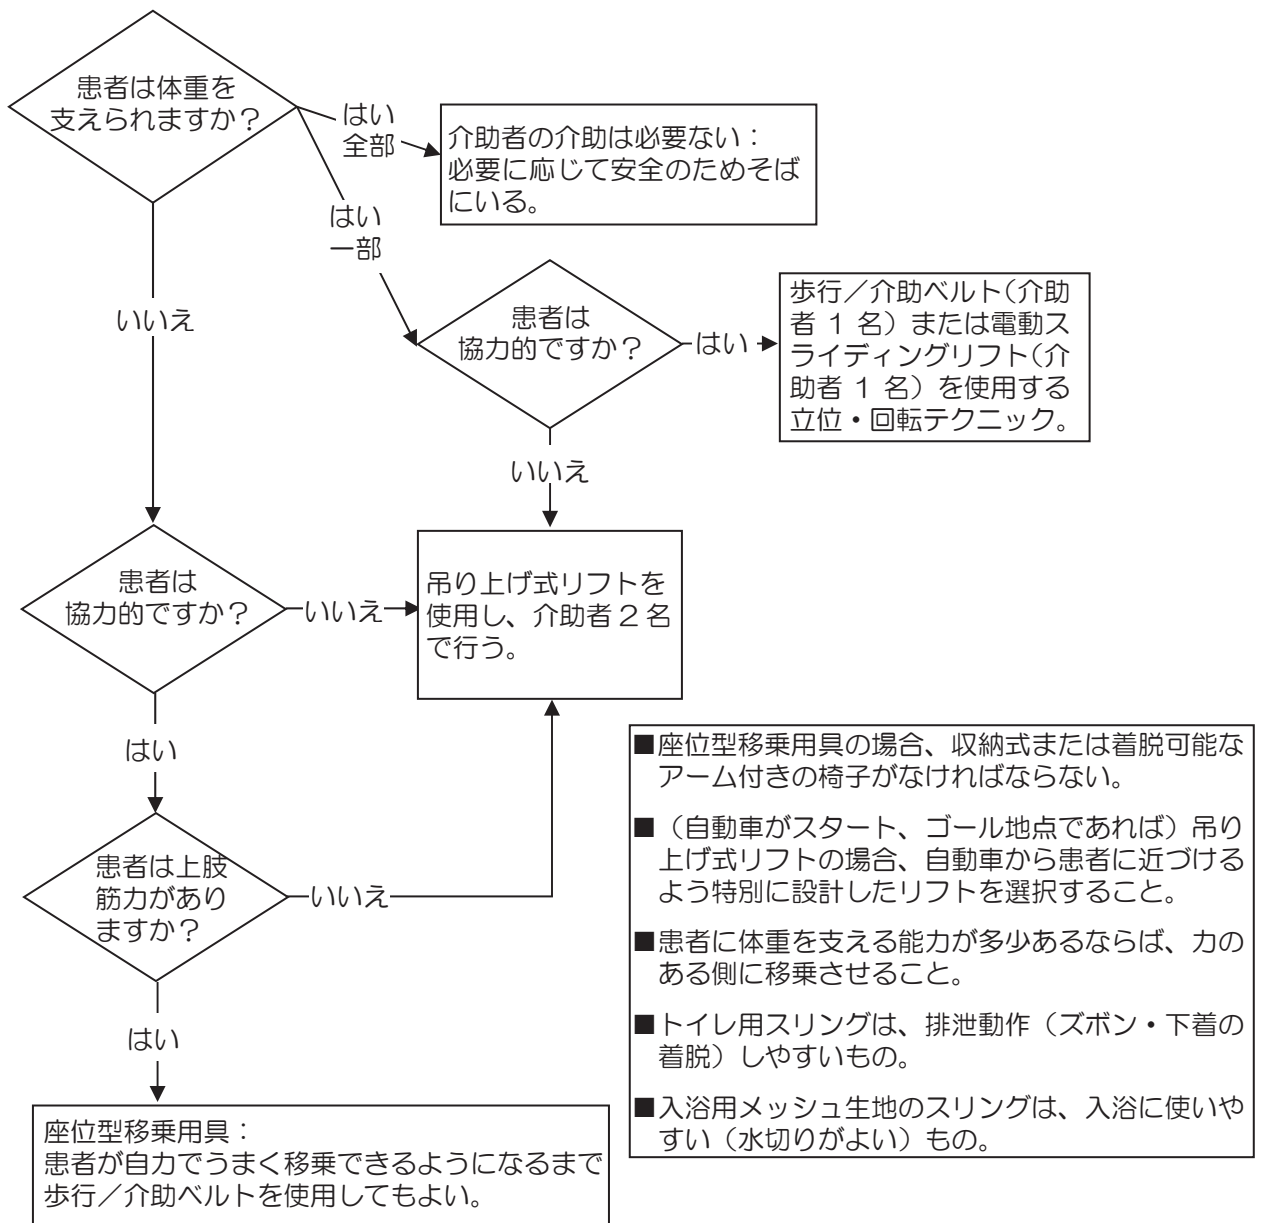 患者は体重を
支えられますか？
はい
全部
介助者の介助は必要ない：
必要に応じて安全のためそば
にいる。
はい
一部
いいえ
患者は
協力的ですか？
はい
歩行／介助ベルト（介助
者 1 名）または電動ス
ライディングリフト（介
助者 1 名）を使用する
立位・回転テクニック。
いいえ
患者は
協力的ですか？
いいえ
吊り上げ式リフトを
使用し、介助者２名
で行う。
はい
患者は上肢
筋力があり
ますか？
いいえ
はい
座位型移乗用具：
患者が自力でうまく移乗できるようになるまで
歩行／介助ベルトを使用してもよい。
■座位型移乗用具の場合、収納式または着脱可能な
アーム付きの椅子がなければならない。
■（自動車がスタート、ゴール地点であれば）吊り
上げ式リフトの場合、自動車から患者に近づける
よう特別に設計したリフトを選択すること。
■患者に体重を支える能力が多少あるならば、力の
ある側に移乗させること。
■トイレ用スリングは、排泄動作（ズボン・下着の
着脱）しやすいもの。
■入浴用メッシュ生地のスリングは、入浴に使いや
すい（水切りがよい）もの。